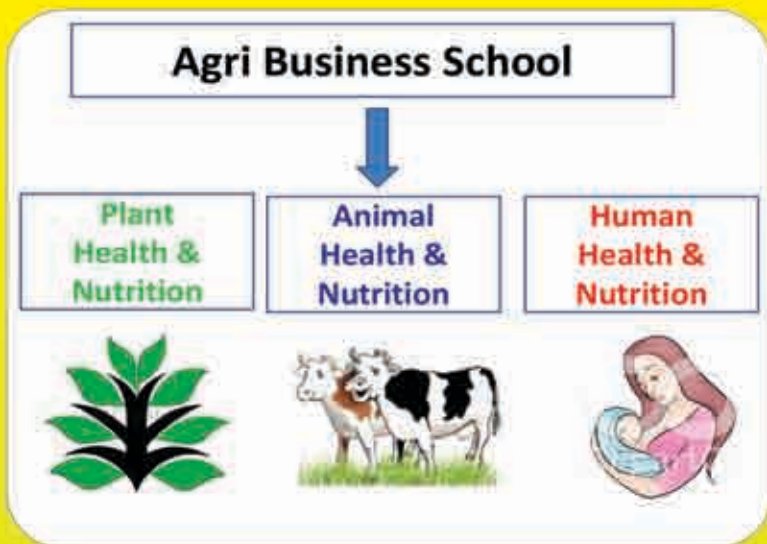 Agri Business School
Plant
Health &
Nutrition
Animal
Health &
Nutrition
Human
Health &
Nutrition